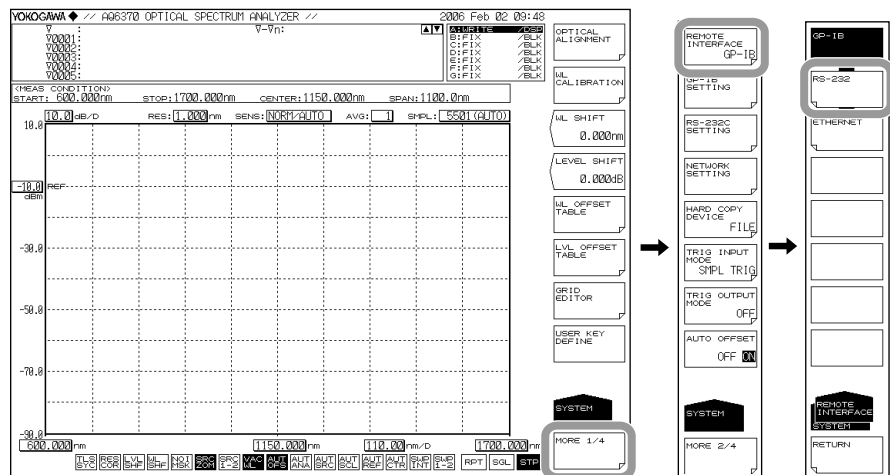 YOKOGAWA ◆ // AQ6370 OPTICAL SPECTRUM ANALYZER //
2006 Feb 02 09:48
∇ :
∇0001:
∇0002:
∇0003:
∇0004:
∇0005:
∇-∇n:
A:WRITE /DSP
B:FIX /BLK
C:FIX /BLK
D:FIX /BLK
E:FIX /BLK
F:FIX /BLK
G:FIX /BLK
<MEAS CONDITION>
START: 600.000nm STOP:1700.000nm CENTER:1150.000nm SPAN:1100.0nm
10.0 dB/D RES: 1.000 nm SENS: NORM/AUTO AVG: 1 SMPL: 5501(AUTO)
10.0
-10.0 REF
dBm
-30.0
-50.0
-70.0
-90.0
600.000 nm 1150.000 nm 110.00 nm/D 1700.000 nm
TLS SYC
RES COR
LVL SHF
WL SHF
NOI MSK
SRC ZOM
SRC 1-2
VAC WL
AUT OFS
AUT ANA
AUT SRC
AUT SCL
AUT REF
AUT CTR
SWP INT
SWP 1-2
RPT
SGL
STP
OPTICAL
ALIGNMENT
WL
CALIBRATION
WL SHIFT
0.000nm
LEVEL SHIFT
0.000dB
WL OFFSET
TABLE
LVL OFFSET
TABLE
GRID
EDITOR
USER KEY
DEFINE
SYSTEM
MORE 1/4
REMOTE
INTERFACE
GP-IB
GP-IB
SETTING
RS-232C
SETTING
NETWORK
SETTING
HARD COPY
DEVICE
FILE
TRIG INPUT
MODE
SMPL TRIG
TRIG OUTPUT
MODE
OFF
AUTO OFFSET
OFF ON
SYSTEM
MORE 2/4
GP-IB
RS-232
ETHERNET
REMOTE
INTERFACE
SYSTEM
RETURN